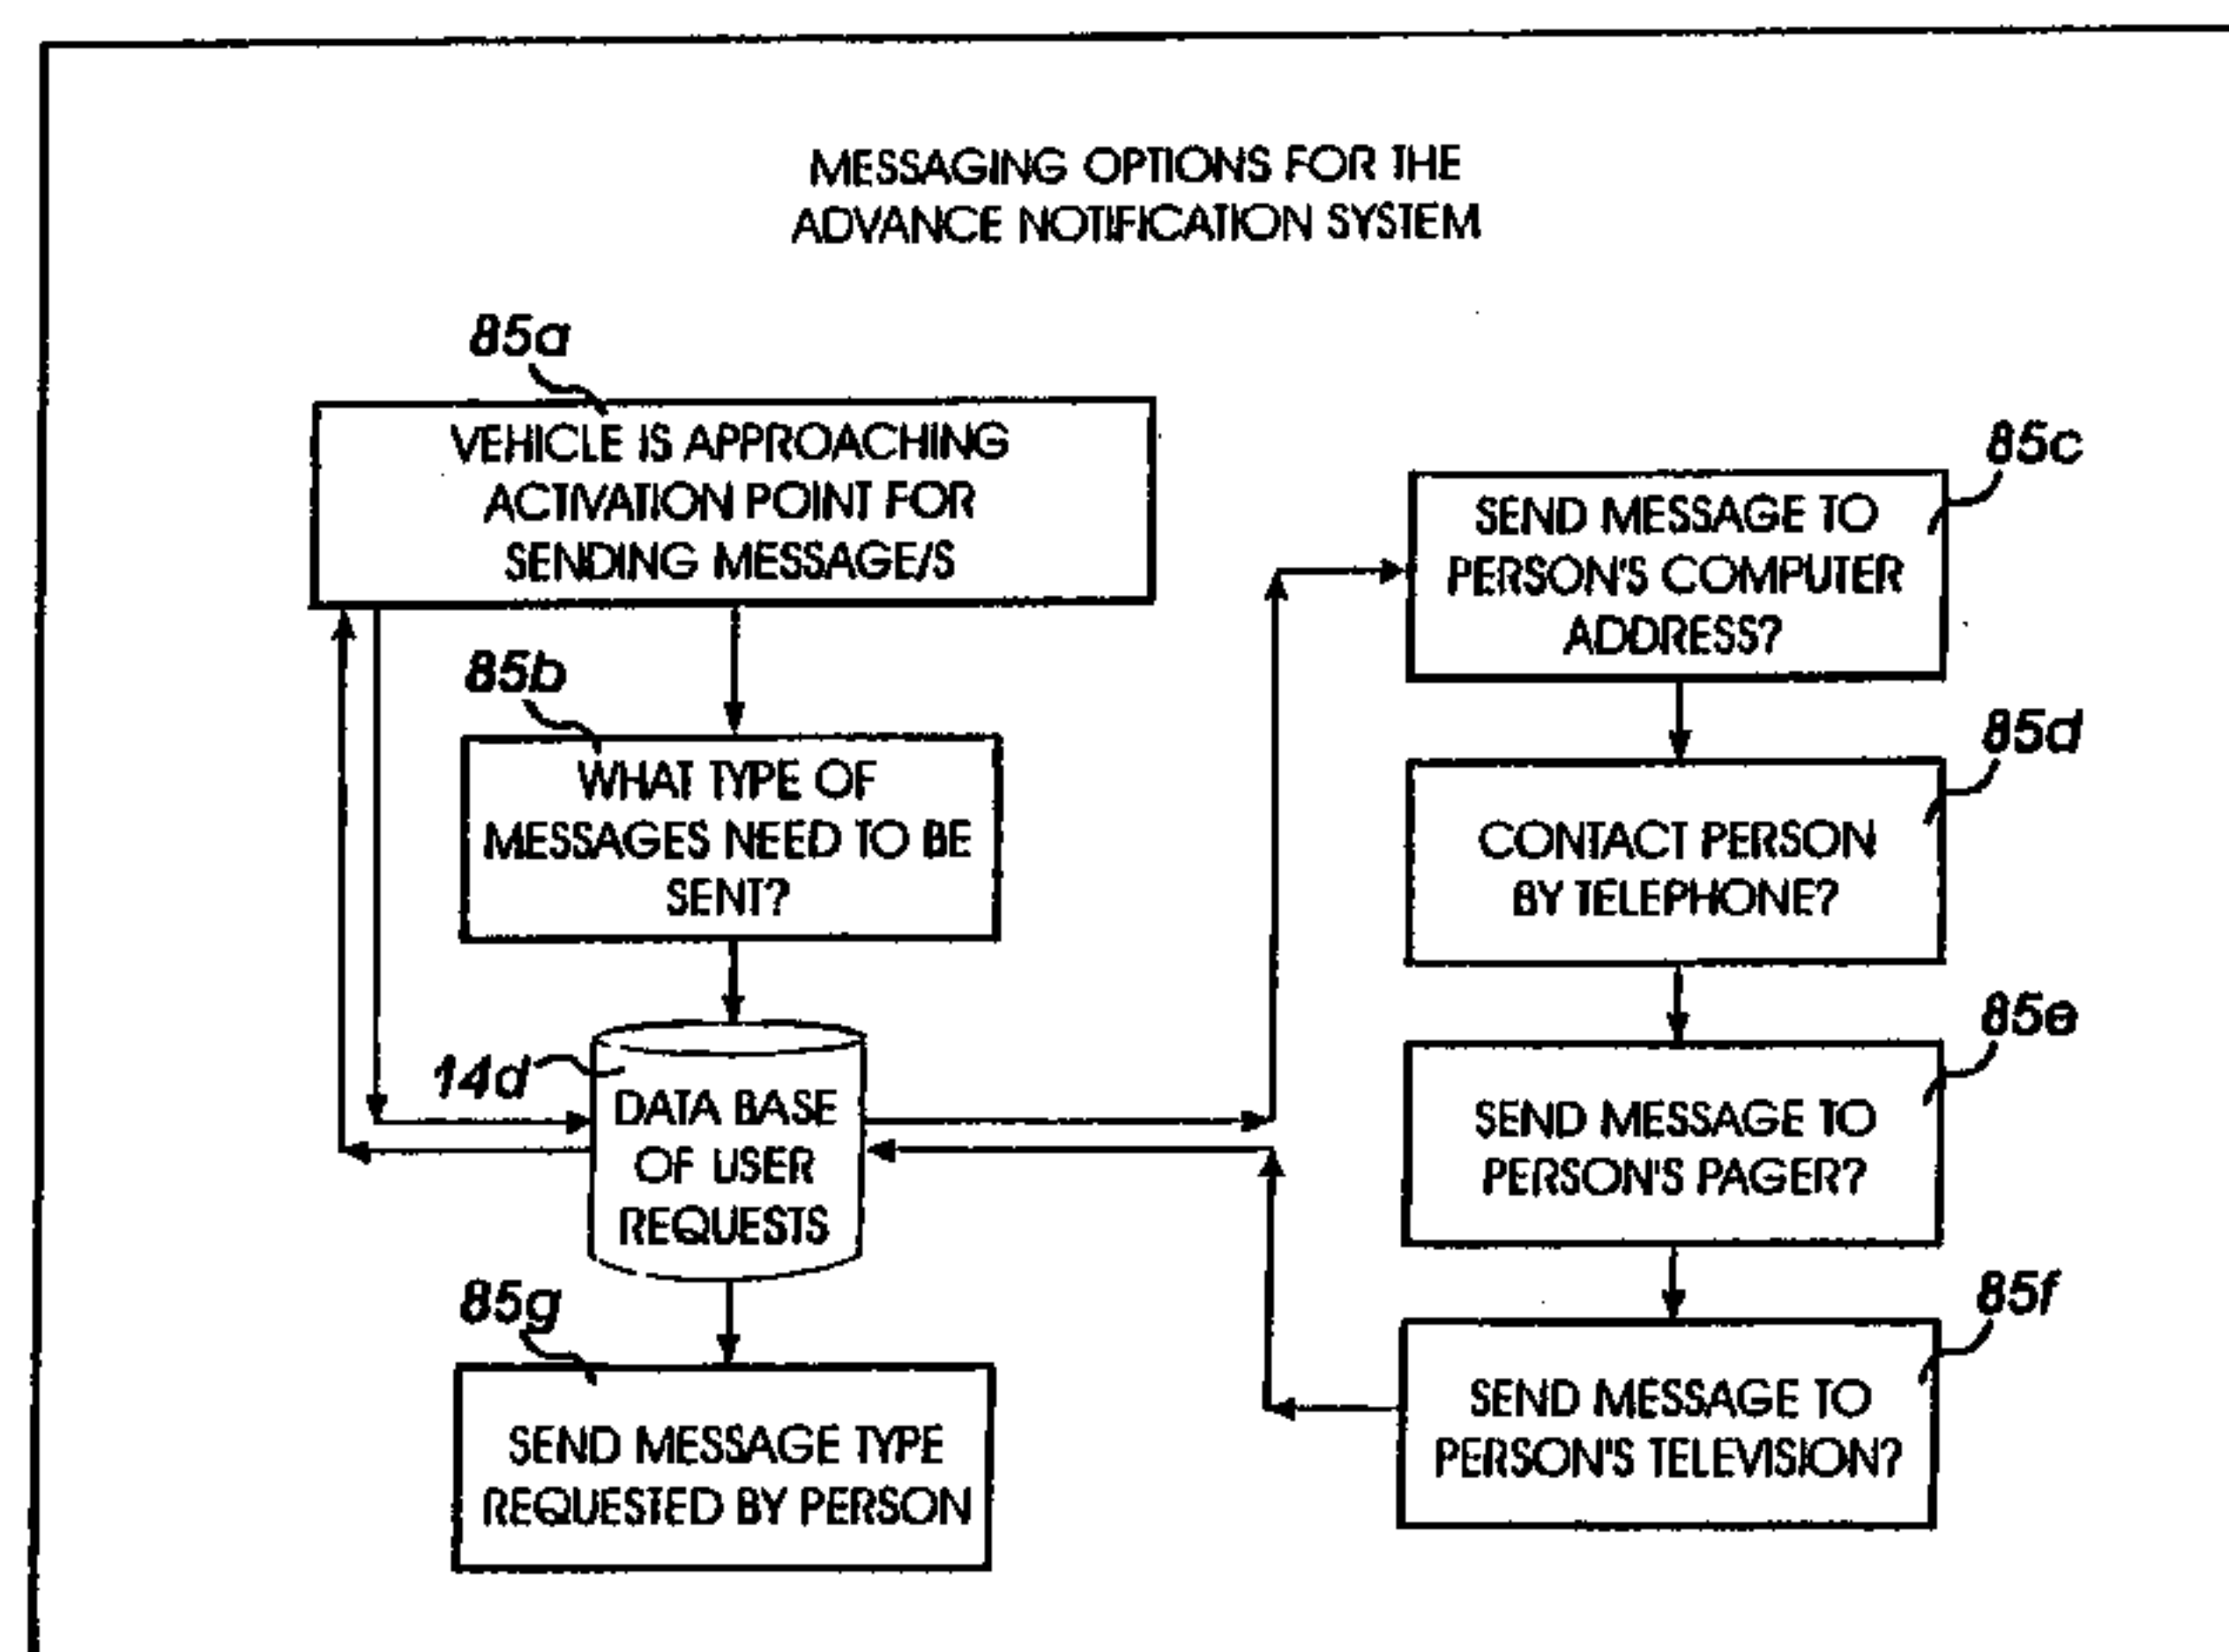 MESSAGING OPTIONS FOR THE
ADVANCE NOTIFICATION SYSTEM
85a
VEHICLE IS APPROACHING
ACTIVATION POINT FOR
SENDING MESSAGE/S
85b
WHAT TYPE OF
MESSAGES NEED TO BE
SENT?
14d
DATA BASE
OF USER
REQUESTS
85g
SEND MESSAGE TYPE
REQUESTED BY PERSON
85c
SEND MESSAGE TO
PERSON'S COMPUTER
ADDRESS?
85d
CONTACT PERSON
BY TELEPHONE?
85e
SEND MESSAGE TO
PERSON'S PAGER?
85f
SEND MESSAGE TO
PERSON'S TELEVISION?